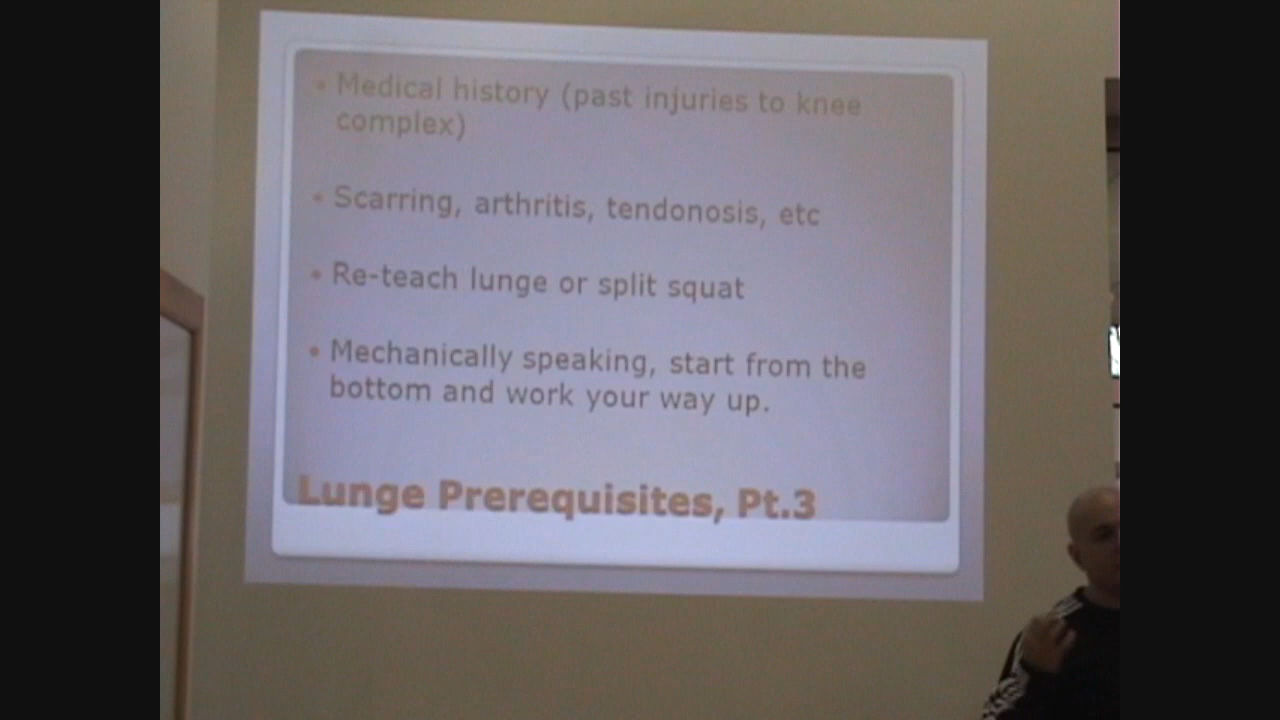 • Medical history (past injuries to knee
complex)
• Scarring, arthritis, tendonosis, etc
• Re-teach lunge or split squat
• Mechanically speaking, start from the
bottom and work your way up.
Lunge Prerequisites, Pt.3